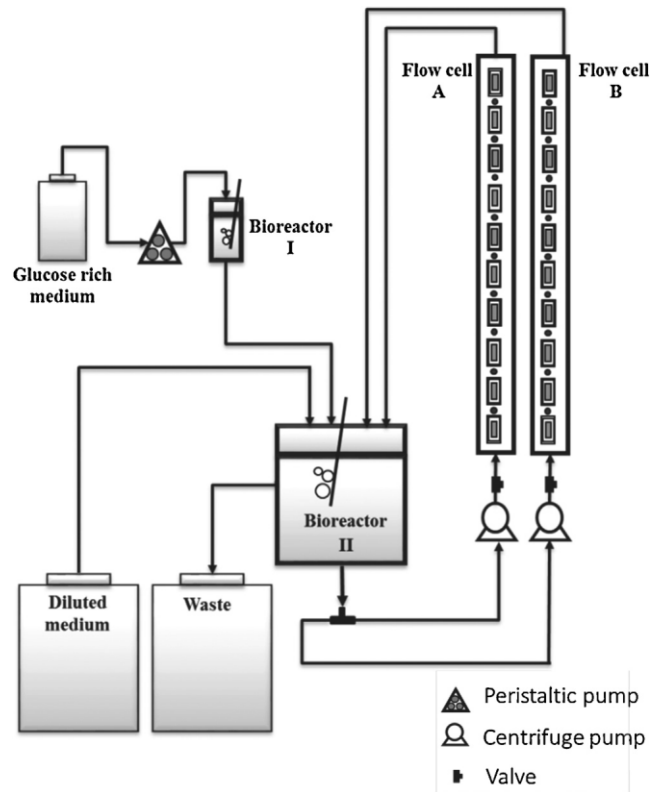 Flow cell
A
Flow cell
B
Glucose rich
medium
Bioreactor
I
Bioreactor
II
Diluted
medium
Waste
Peristaltic pump
Centrifuge pump
Valve